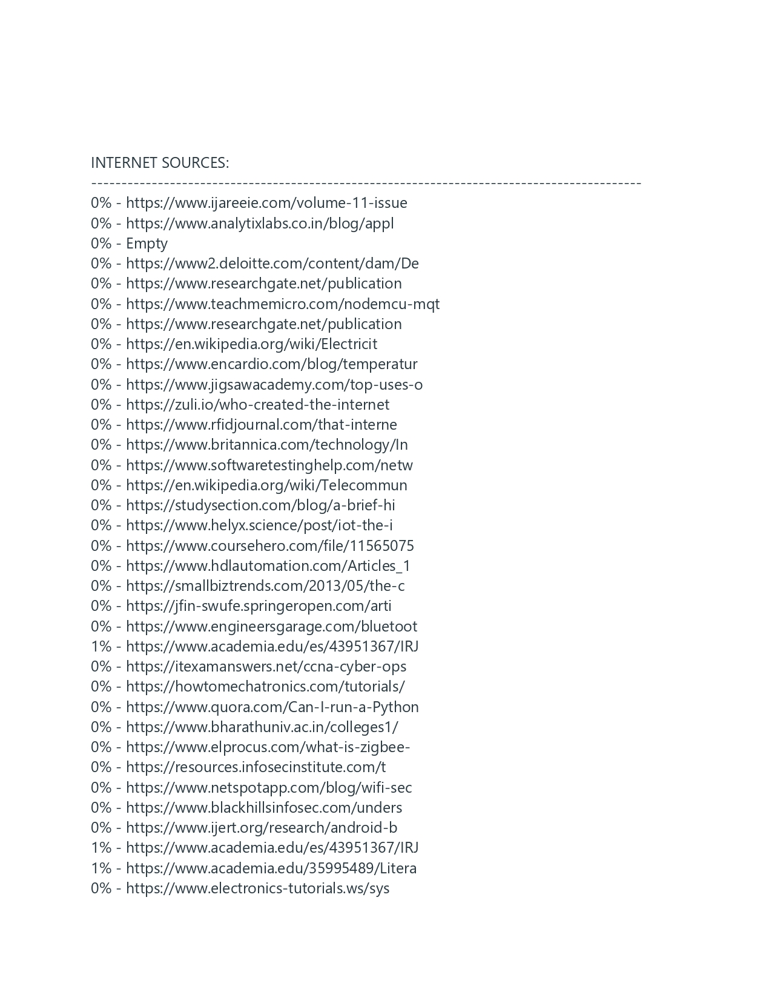 INTERNET SOURCES:
-------------------------------------------------------------------------------------------
0% - https://www.ijareeie.com/volume-11-issue
0% - https://www.analytixlabs.co.in/blog/appl
0% - Empty
0% - https://www2.deloitte.com/content/dam/De
0% - https://www.researchgate.net/publication
0% - https://www.teachmemicro.com/nodemcu-mqt
0% - https://www.researchgate.net/publication
0% - https://en.wikipedia.org/wiki/Electricit
0% - https://www.encardio.com/blog/temperatur
0% - https://www.jigsawacademy.com/top-uses-o
0% - https://zuli.io/who-created-the-internet
0% - https://www.rfidjournal.com/that-interne
0% - https://www.britannica.com/technology/In
0% - https://www.softwaretestinghelp.com/netw
0% - https://en.wikipedia.org/wiki/Telecommun
0% - https://studysection.com/blog/a-brief-hi
0% - https://www.helyx.science/post/iot-the-i
0% - https://www.coursehero.com/file/11565075
0% - https://www.hdlautomation.com/Articles_1
0% - https://smallbiztrends.com/2013/05/the-c
0% - https://jfin-swufe.springeropen.com/arti
0% - https://www.engineersgarage.com/bluetoot
1% - https://www.academia.edu/es/43951367/IRJ
0% - https://itexamanswers.net/ccna-cyber-ops
0% - https://howtomechatronics.com/tutorials/
0% - https://www.quora.com/Can-I-run-a-Python
0% - https://www.bharathuniv.ac.in/colleges1/
0% - https://www.elprocus.com/what-is-zigbee-
0% - https://resources.infosecinstitute.com/t
0% - https://www.netspotapp.com/blog/wifi-sec
0% - https://www.blackhillsinfosec.com/unders
0% - https://www.ijert.org/research/android-b
1% - https://www.academia.edu/es/43951367/IRJ
1% - https://www.academia.edu/35995489/Litera
0% - https://www.electronics-tutorials.ws/sys